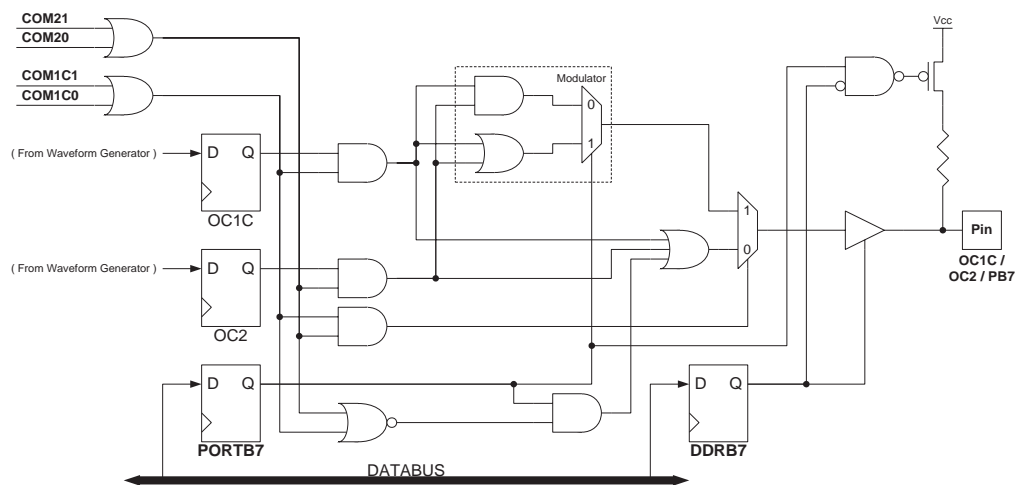 COM21
COM20
COM1C1
COM1C0
Vcc
Modulator
0
1
( From Waveform Generator )
D Q
OC1C
1
0
Pin
OC1C /
OC2 / PB7
( From Waveform Generator )
D Q
OC2
D Q
PORTB7
D Q
DDRB7
DATABUS